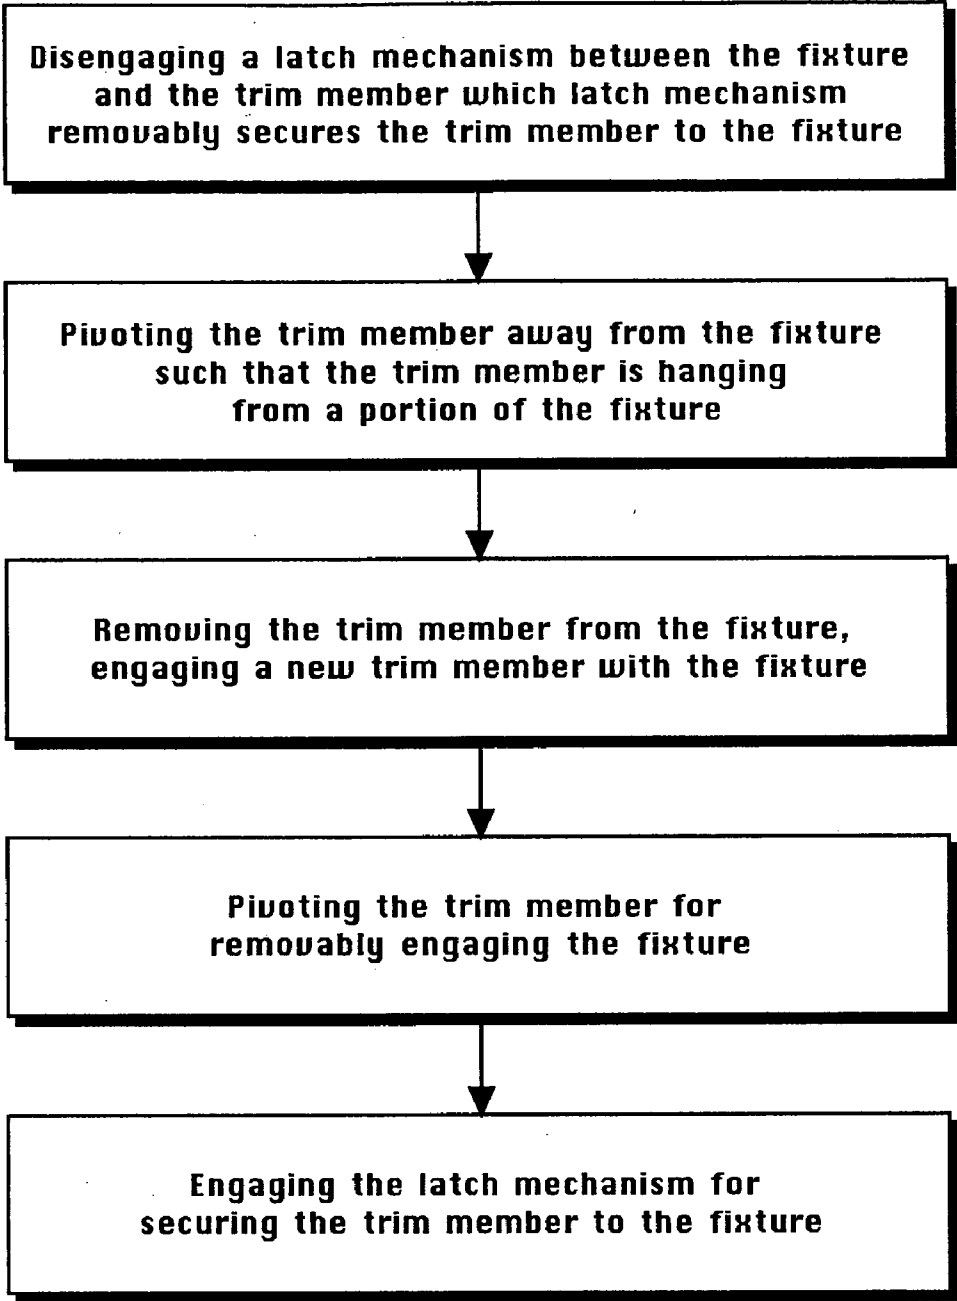 Disengaging a latch mechanism between the fixture
and the trim member which latch mechanism
removably secures the trim member to the fixture
Pivoting the trim member away from the fixture
such that the trim member is hanging
from a portion of the fixture
Removing the trim member from the fixture,
engaging a new trim member with the fixture
Pivoting the trim member for
removably engaging the fixture
Engaging the latch mechanism for
securing the trim member to the fixture